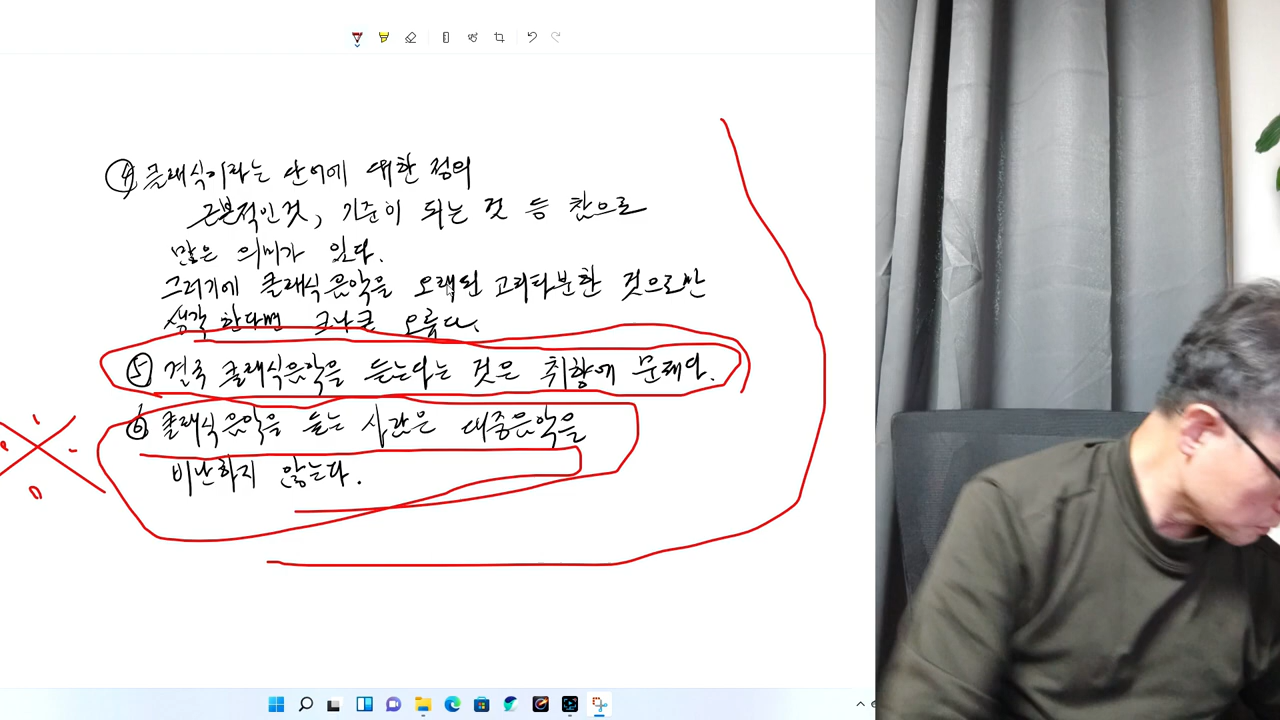 ④ 클래식이라는 단어에 대한 정의
근본적인것, 기준이 되는 것 등 참으로
많은 의미가 있다.
그러기에 클래식음악을 오래된 고리타분한 것으로만
생각 한다면 크나큰 오류다.
⑤ 결국 클래식음악을 듣는다는 것은 취향에 문제다.
⑥ 클래식음악을 듣는 사람은 대중음악을
비난하지 않는다.